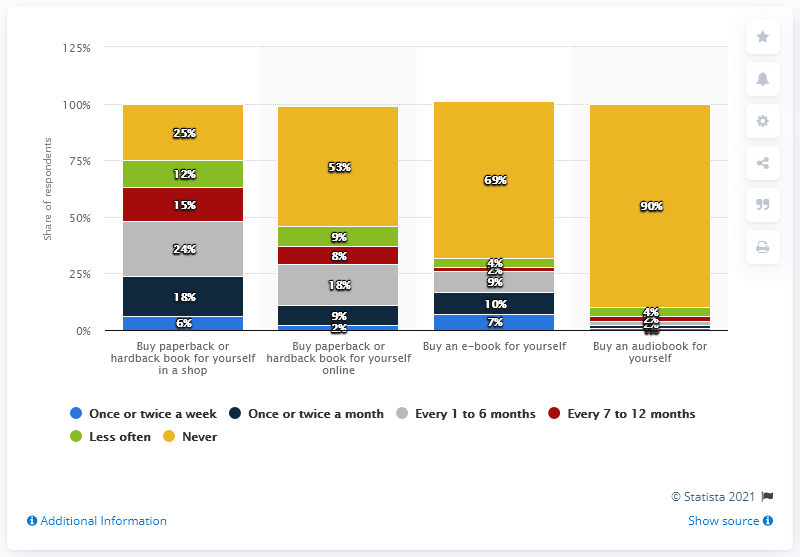 125%
100%
75%
50%
25%
0%
Share of respondents
25%
12%
15%
24%
18%
6%
53%
9%
8%
18%
9%
2%
69%
4%
2%
9%
10%
7%
90%
4%
2%
Buy paperback or
hardback book for yourself
in a shop
Buy paperback or
hardback book for yourself
online
Buy an e-book for yourself
Buy an audiobook for
yourself
Once or twice a week
Once or twice a month
Every 1 to 6 months
Every 7 to 12 months
Less often
Never
© Statista 2021
Additional Information
Show source